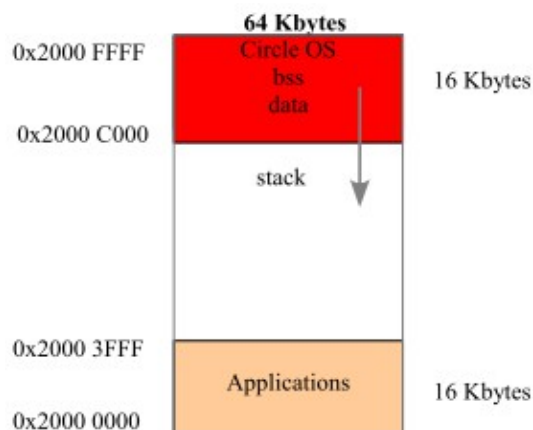 64 Kbytes
0x2000 FFFF
Circle OS
bss
data
16 Kbytes
0x2000 C000
stack
0x2000 3FFF
Applications
16 Kbytes
0x2000 0000